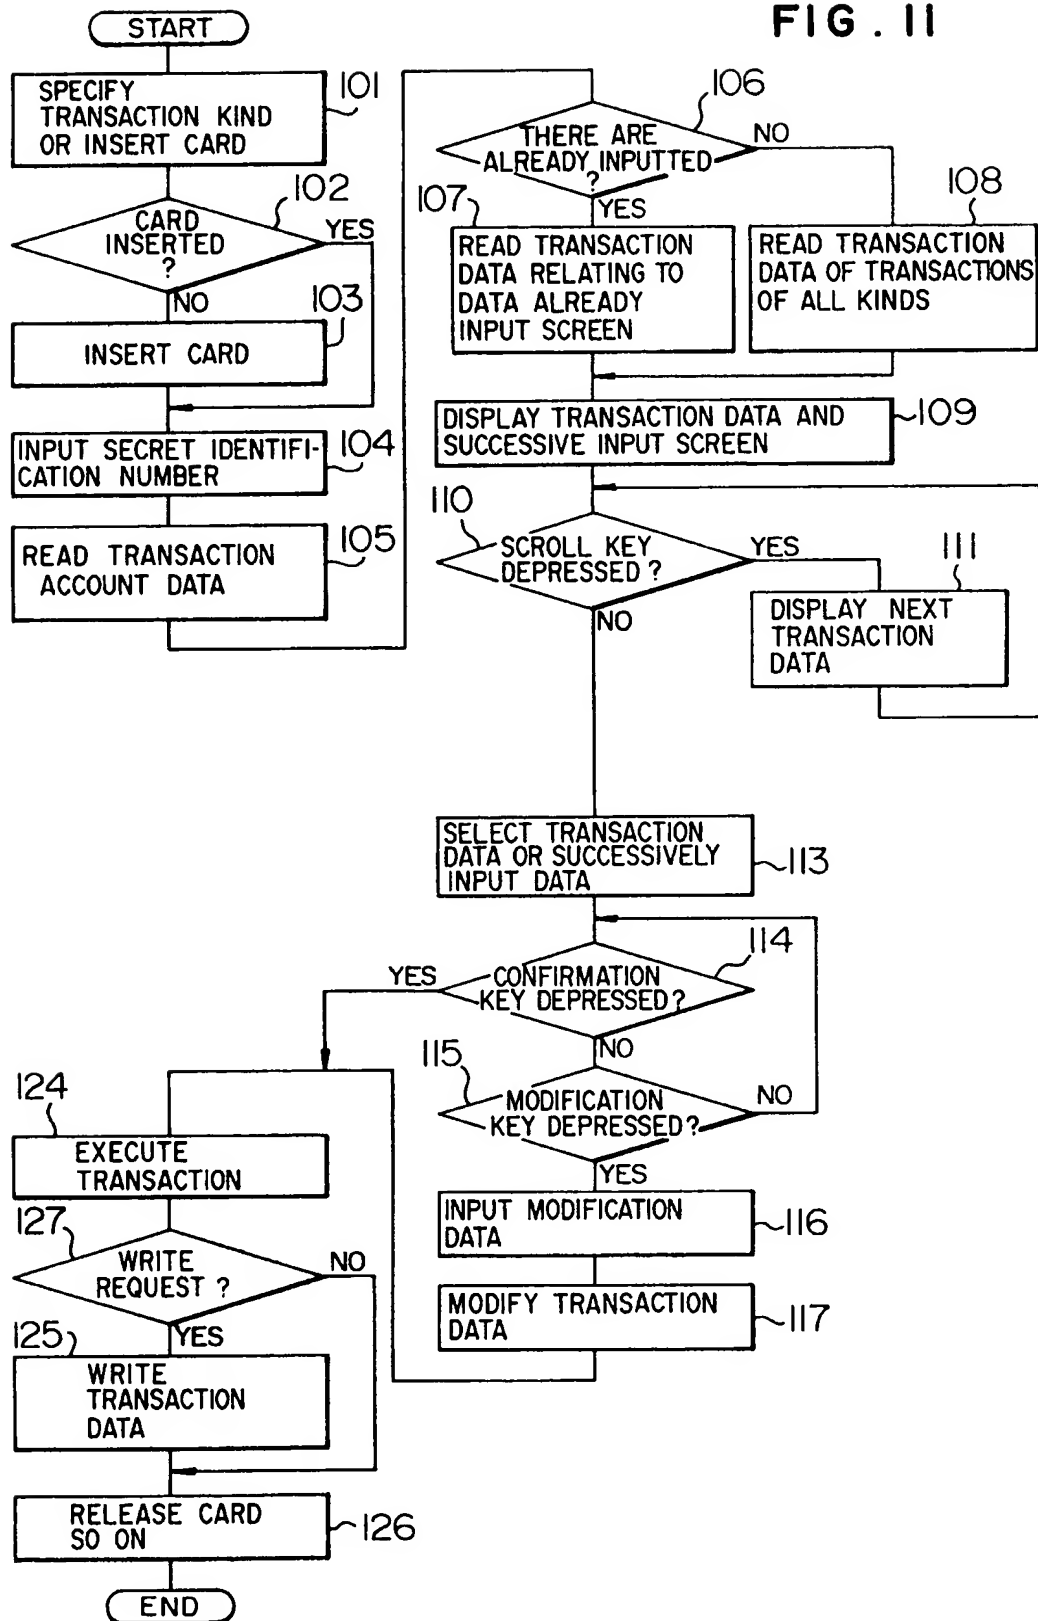 FIG. 11
START
SPECIFY
TRANSACTION KIND
OR INSERT CARD
101
CARD
INSERTED
?
102
YES
NO
INSERT CARD
103
INPUT SECRET IDENTIFI-
CATION NUMBER
104
READ TRANSACTION
ACCOUNT DATA
105
THERE ARE
ALREADY INPUTTED
?
106
NO
YES
107
READ TRANSACTION
DATA RELATING TO
DATA ALREADY
INPUT SCREEN
108
READ TRANSACTION
DATA OF TRANSACTIONS
OF ALL KINDS
DISPLAY TRANSACTION DATA AND
SUCCESSIVE INPUT SCREEN
109
110
SCROLL KEY
DEPRESSED ?
YES
NO
111
DISPLAY NEXT
TRANSACTION
DATA
SELECT TRANSACTION
DATA OR SUCCESSIVELY
INPUT DATA
113
114
CONFIRMATION
KEY DEPRESSED ?
YES
NO
115
MODIFICATION
KEY DEPRESSED ?
NO
YES
INPUT MODIFICATION
DATA
116
MODIFY TRANSACTION
DATA
117
124
EXECUTE
TRANSACTION
127
WRITE
REQUEST ?
NO
YES
125
WRITE
TRANSACTION
DATA
RELEASE CARD
SO ON
126
END